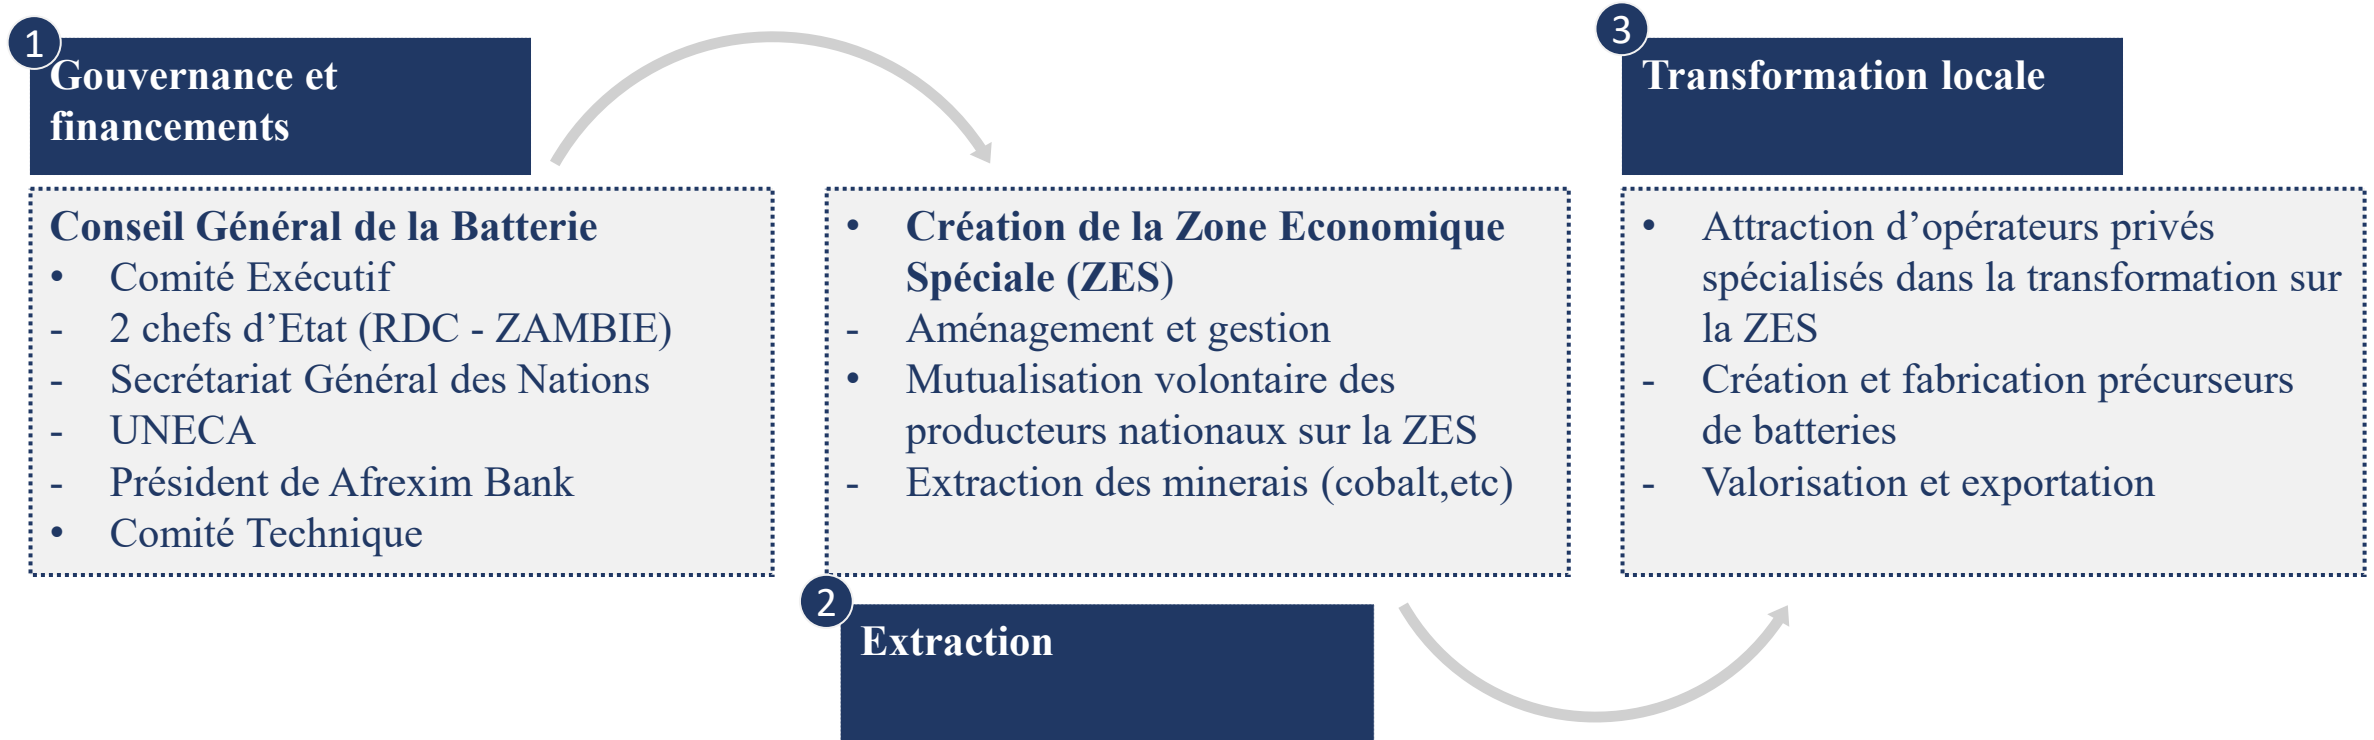 1
Gouvernance et
financements
Conseil Général de la Batterie
• Comité Exécutif
- 2 chefs d’Etat (RDC - ZAMBIE)
- Secrétariat Général des Nations
- UNECA
- Président de Afrexim Bank
• Comité Technique
2
Extraction
• Création de la Zone Economique
Spéciale (ZES)
- Aménagement et gestion
• Mutualisation volontaire des
producteurs nationaux sur la ZES
- Extraction des minerais (cobalt,etc)
3
Transformation locale
• Attraction d’opérateurs privés
spécialisés dans la transformation sur
la ZES
- Création et fabrication précurseurs
de batteries
- Valorisation et exportation